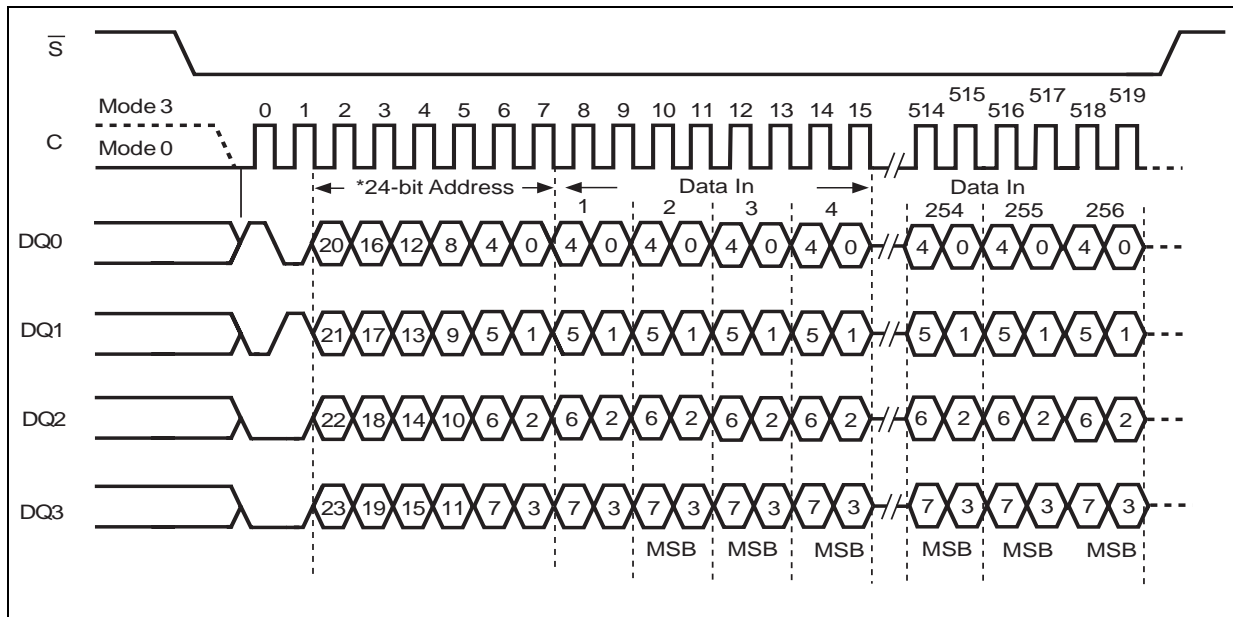 S
Mode 3
0 1 2 3 4 5 6 7 8 9 10 11 12 13 14 15 514 515 516 517 518 519
C
Mode 0
*24-bit Address Data In Data In
1 2 3 4 254 255 256
DQ0 20 16 12 8 4 0 4 0 4 0 4 0 4 0 4 0 4 0 4 0
DQ1 21 17 13 9 5 1 5 1 5 1 5 1 5 1 5 1 5 1 5 1
DQ2 22 18 14 10 6 2 6 2 6 2 6 2 6 2 6 2 6 2 6 2
DQ3 23 19 15 11 7 3 7 3 7 3 7 3 7 3 7 3 7 3 7 3
MSB MSB MSB MSB MSB MSB